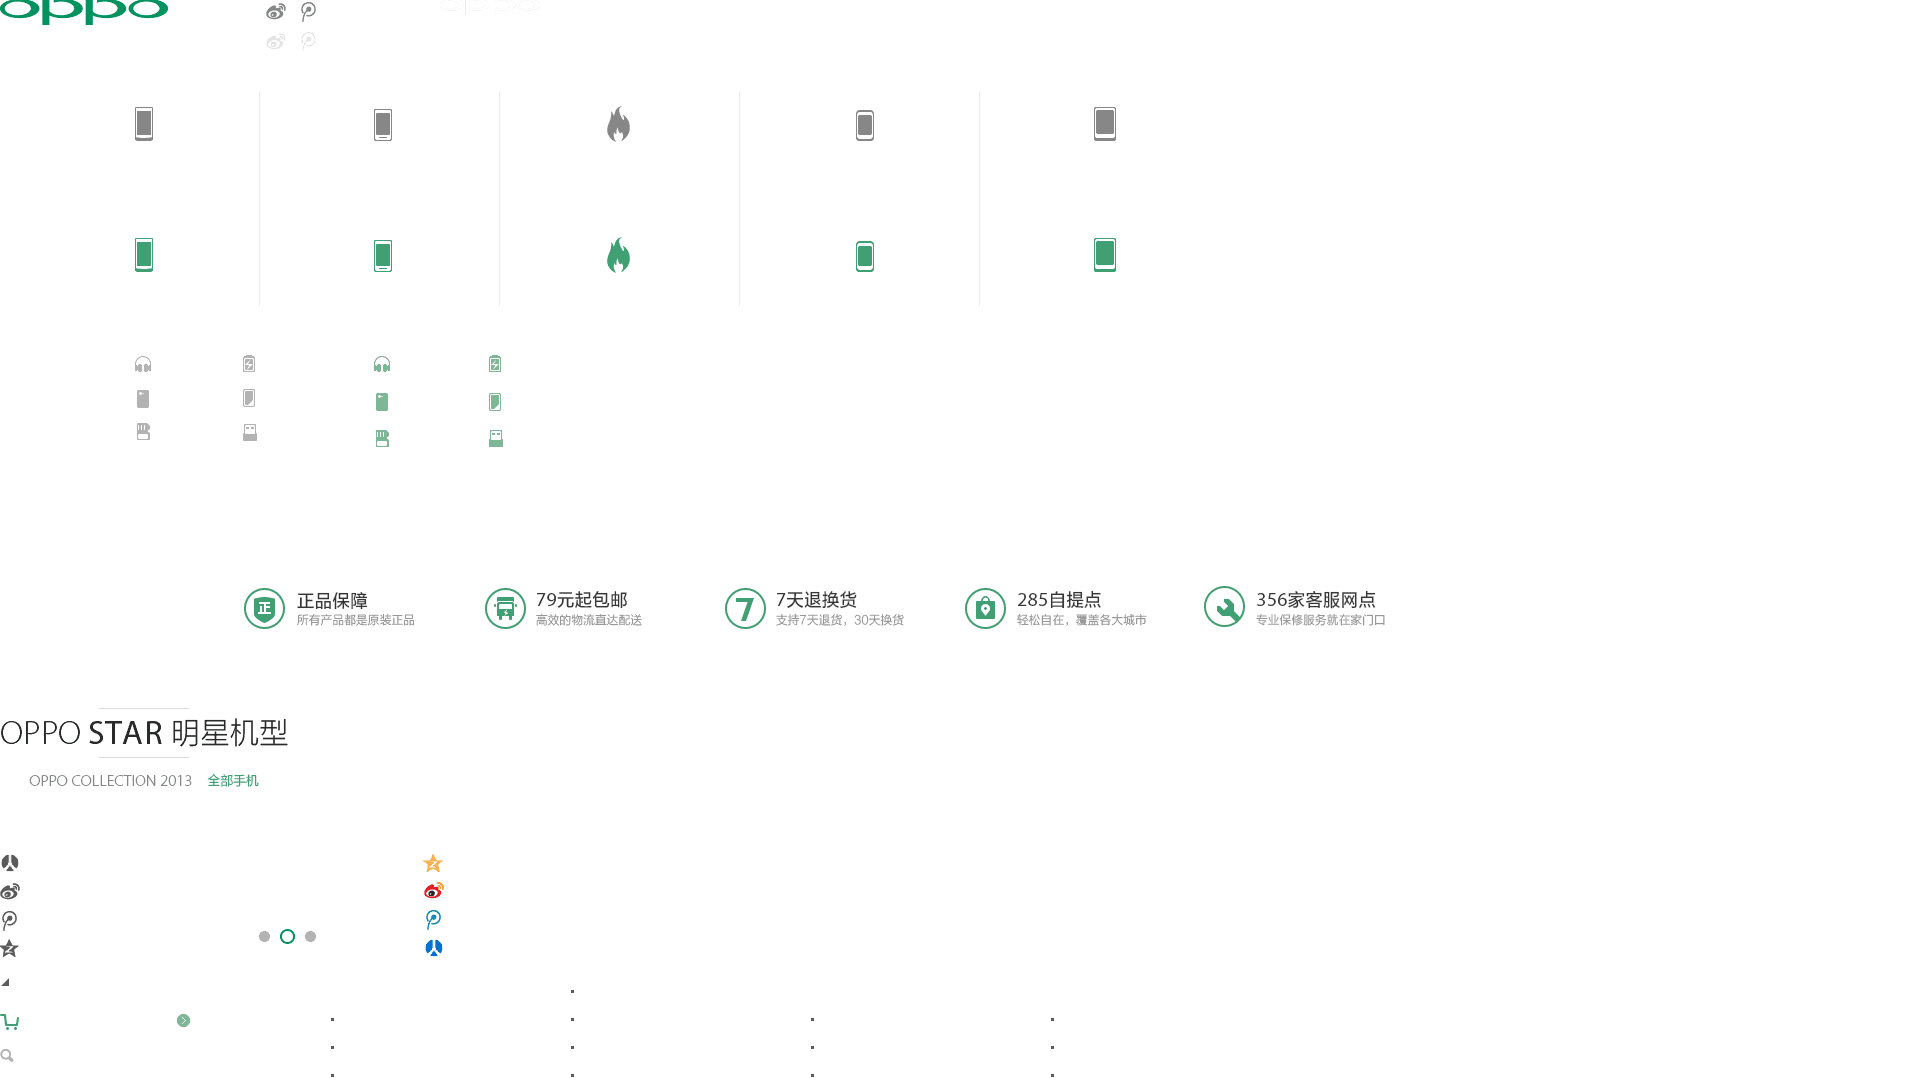 oppo
正品保障
所有产品都是原装正品
79元起包邮
高效的物流直达配送
7
7天退换货
支持7天退货，30天换货
285自提点
轻松自在，覆盖各大城市
356家客服网点
专业保修服务就在家门口
正
OPPO STAR 明星机型
OPPO COLLECTION 2013 全部手机